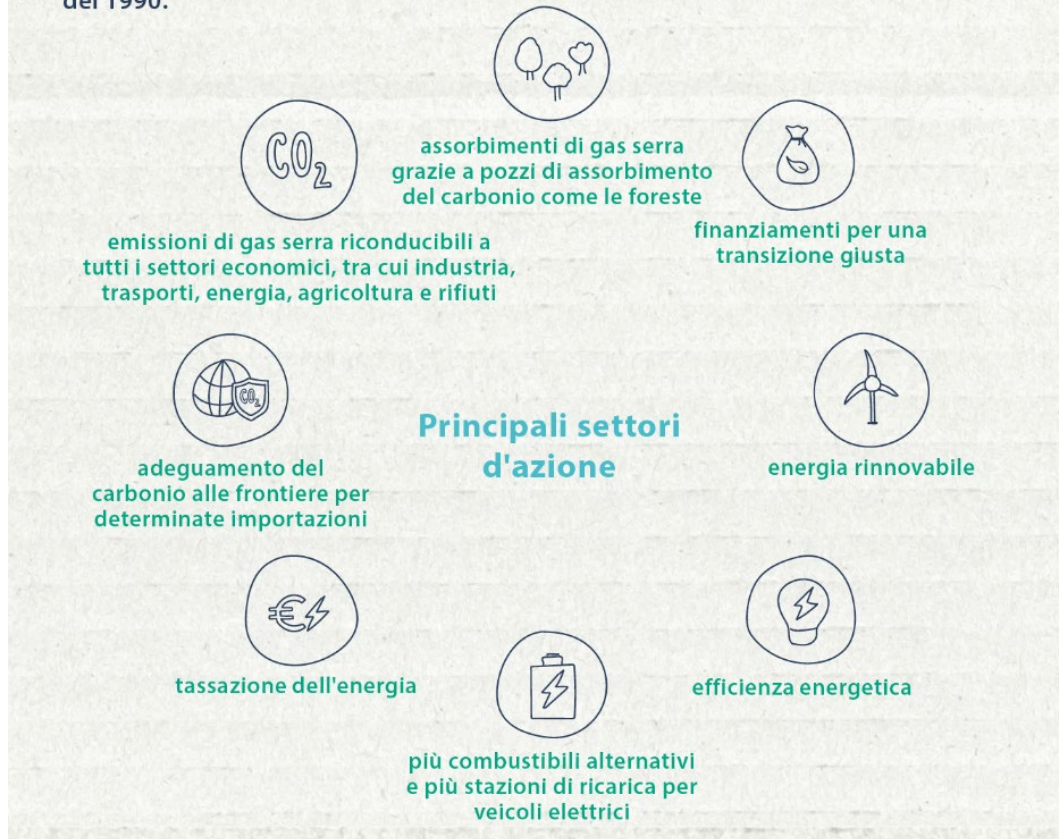 del 1990.
CO2
assorbimenti di gas serra
grazie a pozzi di assorbimento
del carbonio come le foreste
finanziamenti per una
transizione giusta
emissioni di gas serra riconducibili a
tutti i settori economici, tra cui industria,
trasporti, energia, agricoltura e rifiuti
CO2
adeguamento del
carbonio alle frontiere per
determinate importazioni
Principali settori
d'azione
energia rinnovabile
€
tassazione dell'energia
efficienza energetica
più combustibili alternativi
e più stazioni di ricarica per
veicoli elettrici